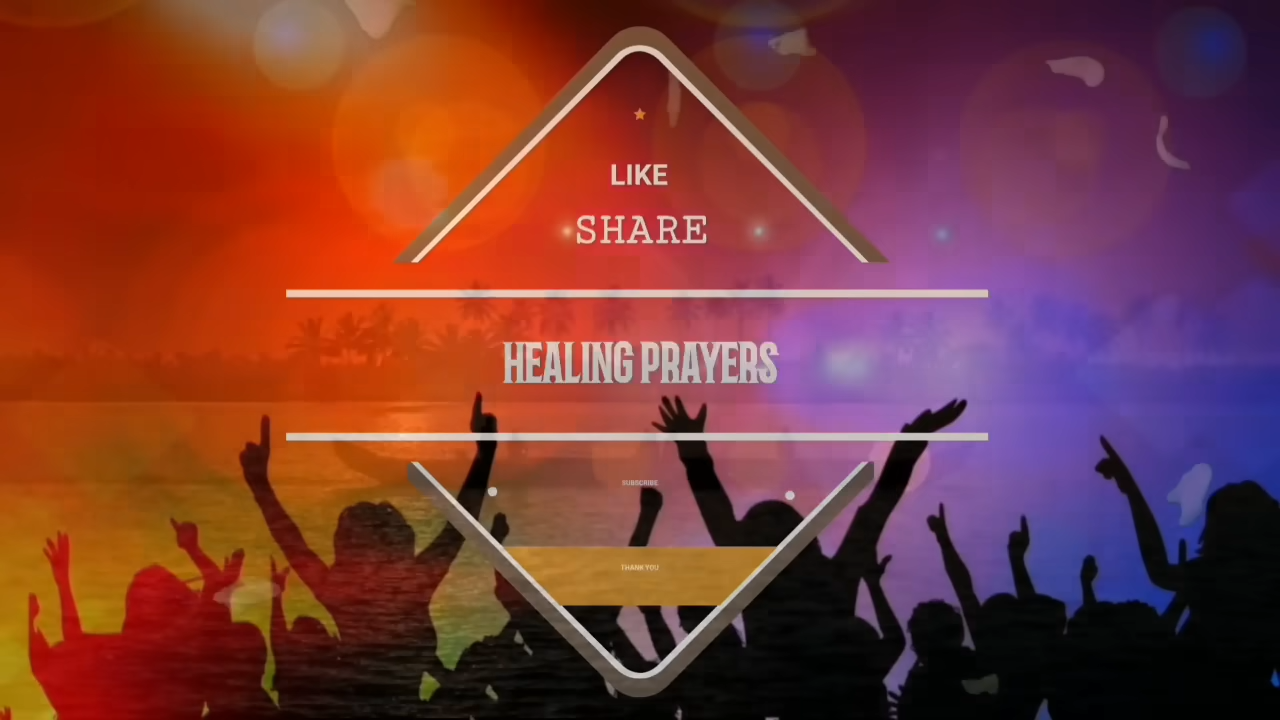 LIKE
SHARE
HEALING PRAYERS
SUBSCRIBE
THANK YOU